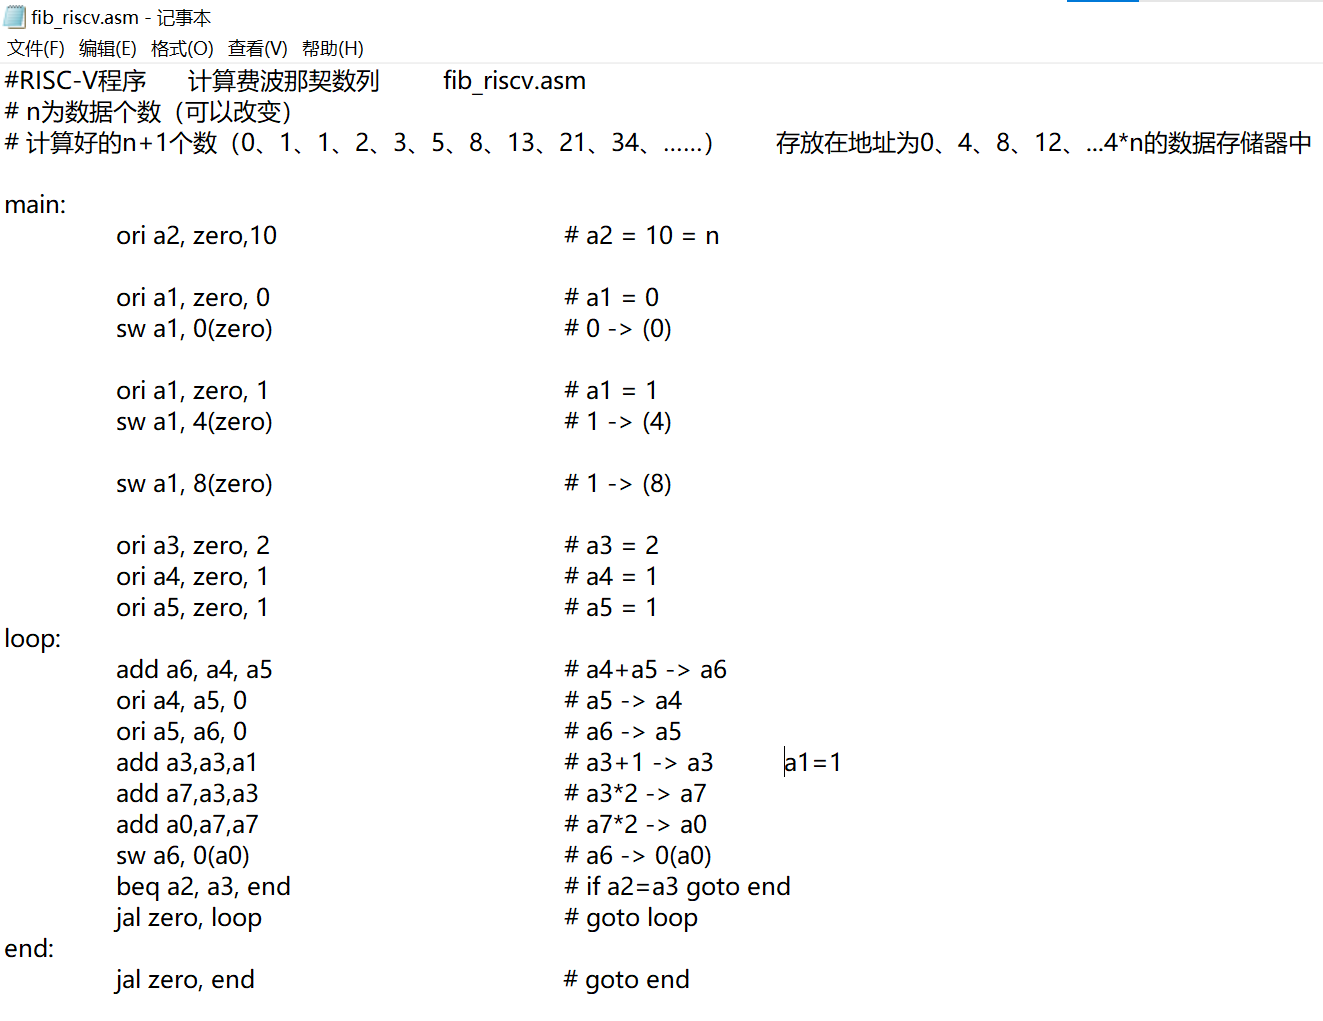 fib_riscv.asm - 记事本
文件(F) 编辑(E) 格式(O) 查看(V) 帮助(H)
#RISC-V程序 计算费波那契数列 fib_riscv.asm
# n为数据个数（可以改变）
# 计算好的n+1个数（0、1、1、2、3、5、8、13、21、34、......） 存放在地址为0、4、8、12、...4*n的数据存储器中
main:
ori a2, zero,10 # a2 = 10 = n
ori a1, zero, 0 # a1 = 0
sw a1, 0(zero) # 0 -> (0)
ori a1, zero, 1 # a1 = 1
sw a1, 4(zero) # 1 -> (4)
sw a1, 8(zero) # 1 -> (8)
ori a3, zero, 2 # a3 = 2
ori a4, zero, 1 # a4 = 1
ori a5, zero, 1 # a5 = 1
loop:
add a6, a4, a5 # a4+a5 -> a6
ori a4, a5, 0 # a5 -> a4
ori a5, a6, 0 # a6 -> a5
add a3,a3,a1 # a3+1 -> a3 a1=1
add a7,a3,a3 # a3*2 -> a7
add a0,a7,a7 # a7*2 -> a0
sw a6, 0(a0) # a6 -> 0(a0)
beq a2, a3, end # if a2=a3 goto end
jal zero, loop # goto loop
end:
jal zero, end # goto end